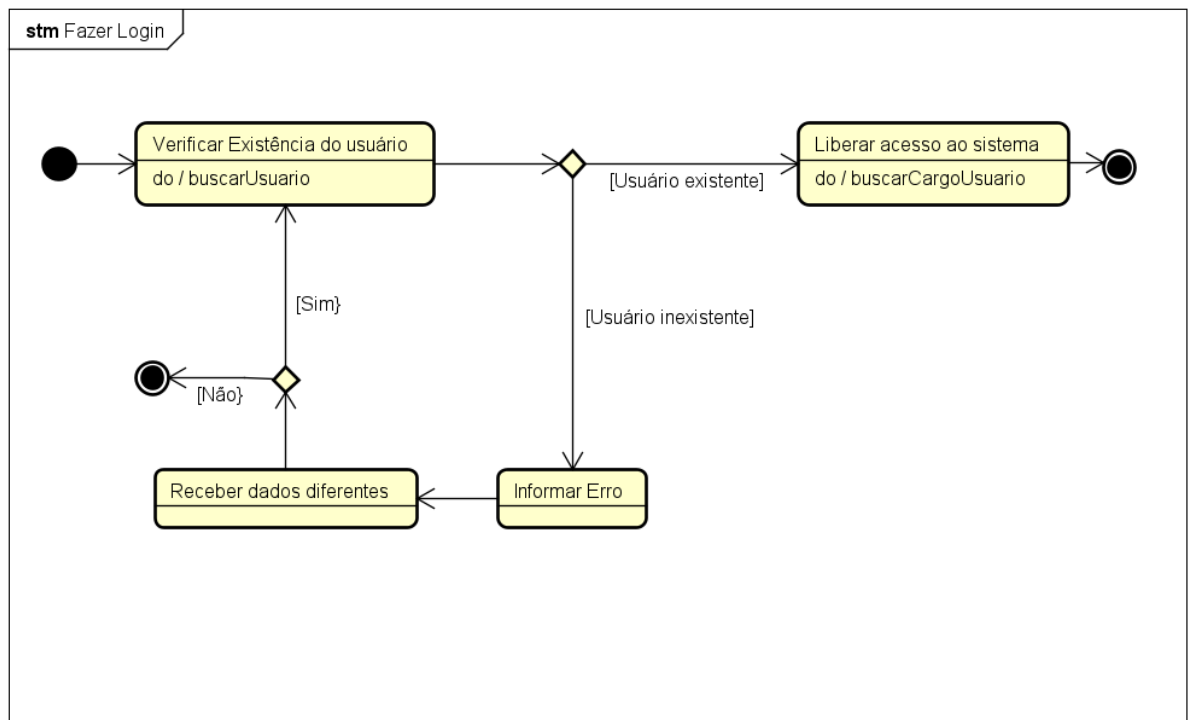 stm Fazer Login
Verificar Existência do usuário
do / buscarUsuario
[Usuário existente]
Liberar acesso ao sistema
do / buscarCargoUsuario
[Sim}
[Usuário inexistente]
[Não}
Receber dados diferentes
Informar Erro